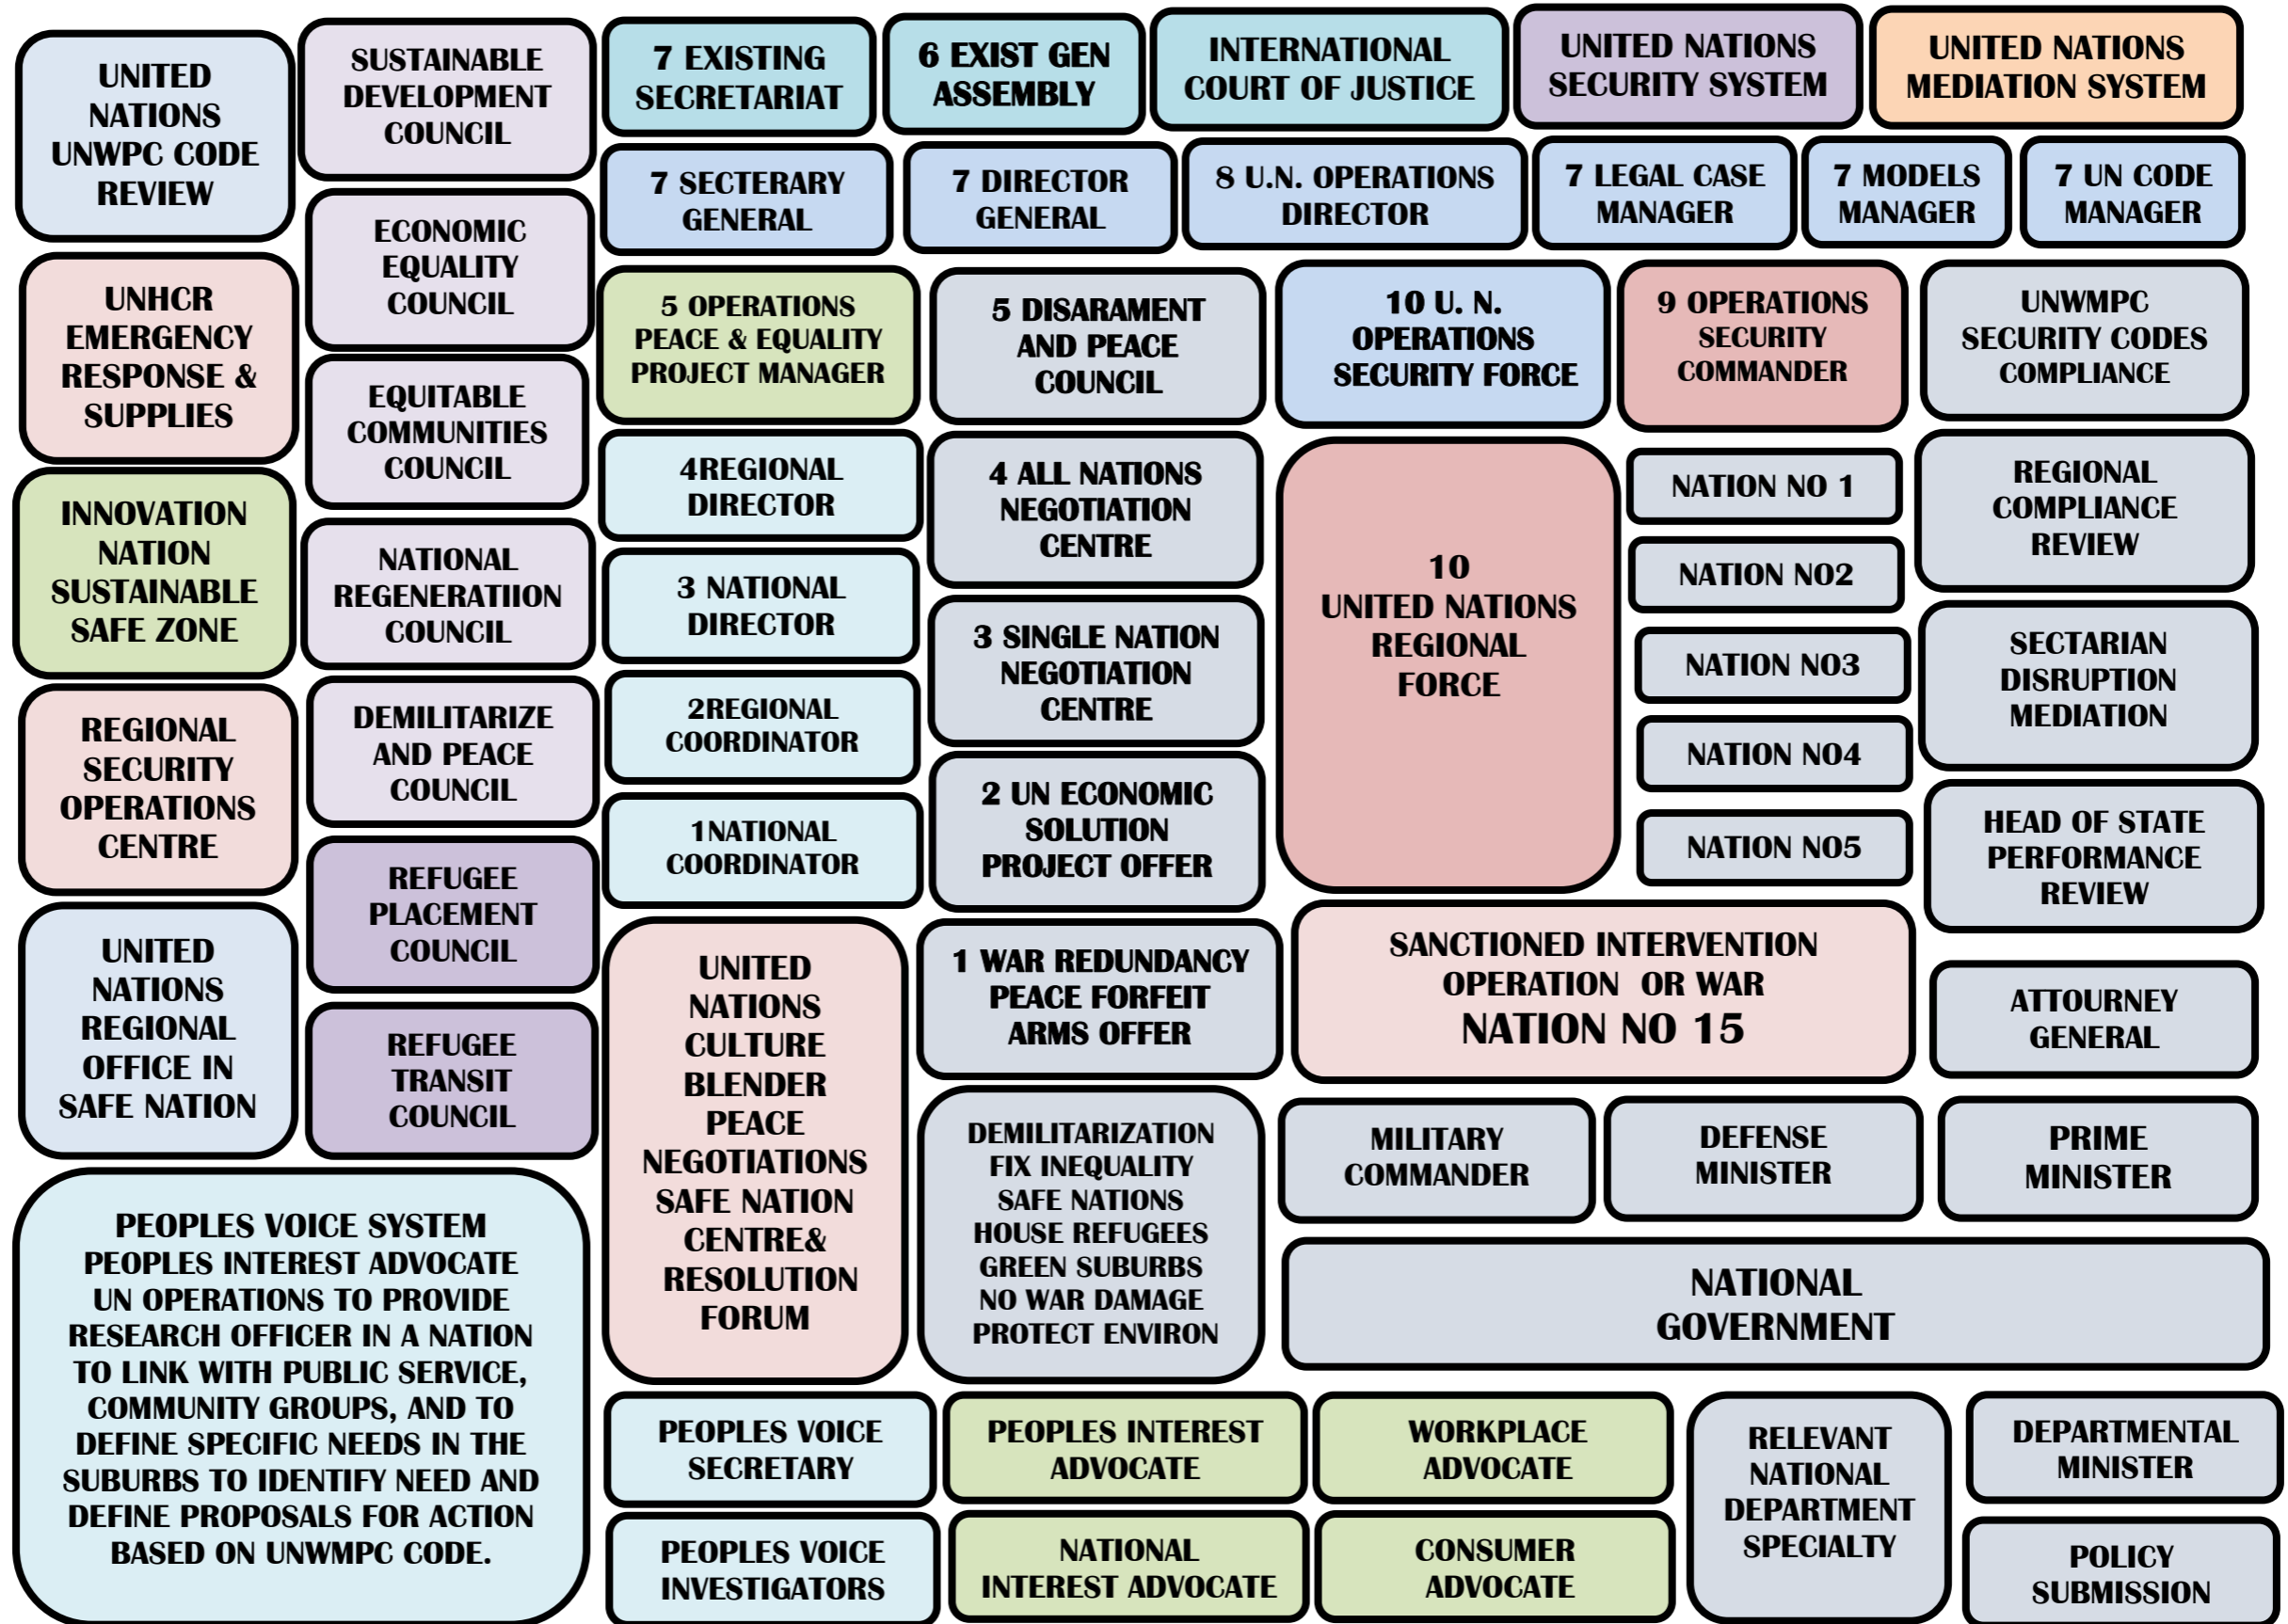 UNITED
NATIONS
UNWPC CODE
REVIEW
SUSTAINABLE
DEVELOPMENT
COUNCIL
7 EXISTING
SECRETARIAT
6 EXIST GEN
ASSEMBLY
INTERNATIONAL
COURT OF JUSTICE
UNITED NATIONS
SECURITY SYSTEM
UNITED NATIONS
MEDIATION SYSTEM
7 SECTERARY
GENERAL
7 DIRECTOR
GENERAL
8 U.N. OPERATIONS
DIRECTOR
7 LEGAL CASE
MANAGER
7 MODELS
MANAGER
7 UN CODE
MANAGER
ECONOMIC
EQUALITY
COUNCIL
UNHCR
EMERGENCY
RESPONSE &
SUPPLIES
5 OPERATIONS
PEACE & EQUALITY
PROJECT MANAGER
5 DISARAMENT
AND PEACE
COUNCIL
10 U. N.
OPERATIONS
SECURITY FORCE
9 OPERATIONS
SECURITY
COMMANDER
UNWMPC
SECURITY CODES
COMPLIANCE
EQUITABLE
COMMUNITIES
COUNCIL
4REGIONAL
DIRECTOR
4 ALL NATIONS
NEGOTIATION
CENTRE
10
UNITED NATIONS
REGIONAL
FORCE
NATION NO 1
NATION NO2
NATION NO3
NATION NO4
NATION NO5
REGIONAL
COMPLIANCE
REVIEW
INNOVATION
NATION
SUSTAINABLE
SAFE ZONE
NATIONAL
REGENERATIION
COUNCIL
3 NATIONAL
DIRECTOR
3 SINGLE NATION
NEGOTIATION
CENTRE
SECTARIAN
DISRUPTION
MEDIATION
REGIONAL
SECURITY
OPERATIONS
CENTRE
DEMILITARIZE
AND PEACE
COUNCIL
2REGIONAL
COORDINATOR
2 UN ECONOMIC
SOLUTION
PROJECT OFFER
HEAD OF STATE
PERFORMANCE
REVIEW
1NATIONAL
COORDINATOR
REFUGEE
PLACEMENT
COUNCIL
UNITED
NATIONS
REGIONAL
OFFICE IN
SAFE NATION
REFUGEE
TRANSIT
COUNCIL
UNITED
NATIONS
CULTURE
BLENDER
PEACE
NEGOTIATIONS
SAFE NATION
CENTRE&
RESOLUTION
FORUM
1 WAR REDUNDANCY
PEACE FORFEIT
ARMS OFFER
SANCTIONED INTERVENTION
OPERATION OR WAR
NATION NO 15
ATTOURNEY
GENERAL
DEMILITARIZATION
FIX INEQUALITY
SAFE NATIONS
HOUSE REFUGEES
GREEN SUBURBS
NO WAR DAMAGE
PROTECT ENVIRON
MILITARY
COMMANDER
DEFENSE
MINISTER
PRIME
MINISTER
NATIONAL
GOVERNMENT
PEOPLES VOICE SYSTEM
PEOPLES INTEREST ADVOCATE
UN OPERATIONS TO PROVIDE
RESEARCH OFFICER IN A NATION
TO LINK WITH PUBLIC SERVICE,
COMMUNITY GROUPS, AND TO
DEFINE SPECIFIC NEEDS IN THE
SUBURBS TO IDENTIFY NEED AND
DEFINE PROPOSALS FOR ACTION
BASED ON UNWMPC CODE.
PEOPLES VOICE
SECRETARY
PEOPLES INTEREST
ADVOCATE
WORKPLACE
ADVOCATE
RELEVANT
NATIONAL
DEPARTMENT
SPECIALTY
DEPARTMENTAL
MINISTER
PEOPLES VOICE
INVESTIGATORS
NATIONAL
INTEREST ADVOCATE
CONSUMER
ADVOCATE
POLICY
SUBMISSION